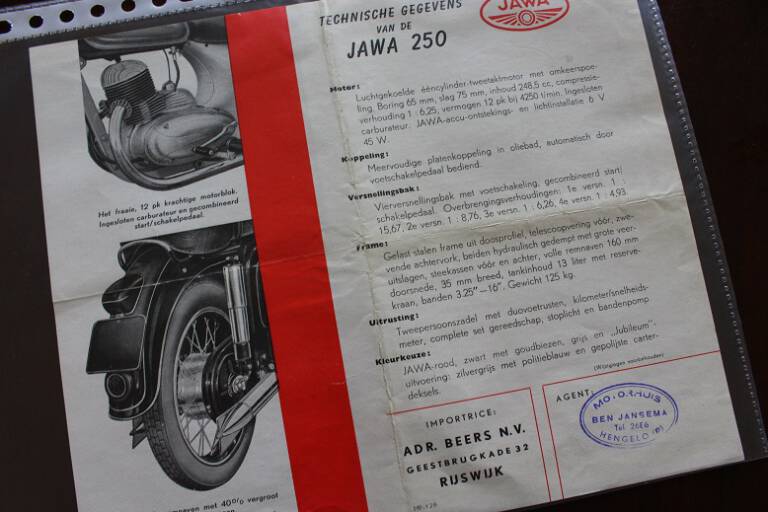 Het fraaie, 12 pk krachtige motorblok.
Ingesloten carburateur en gecombineerd
start/schakelpedaal.
met 40% vergroot
TECHNISCHE GEGEVENS
VAN DE
JAWA 250
JAWA
Motor:
Luchtgekoelde ééncylinder-tweetaktmotor met omkeerspoe-
ling. Boring 65 mm, slag 75 mm, inhoud 248,5 cc, compressie-
verhouding 1 : 6,25, vermogen 12 pk bij 4250 t/min. Ingesloten
carburateur. JAWA-accu-ontstekings- en lichtinstallatie 6 V
45 W.
Koppeling:
Meervoudige platenkoppeling in oliebad, automatisch door
voetschakelpedaal bediend.
Versnellingsbak:
Vierversnellingsbak met voetschakeling, gecombineerd start/
schakelpedaal. Overbrengingsverhoudingen: 1e versn. 1 :
15,67, 2e versn. 1 : 8,76, 3e versn. 1 : 6,26, 4e versn. 1 : 4,93.
Frame:
Gelast stalen frame uit doosprofiel, telescoopvering vóór, zwe-
vende achtervork, beiden hydraulisch gedempt met grote veer-
uitslagen, steekassen vóór en achter, volle remnaven 160 mm
doorsnede, 35 mm breed, tankinhoud 13 liter met reserve-
kraan, banden 3.25"—16". Gewicht 125 kg.
Uitrusting:
Tweepersoonszadel met duovoetrusten, kilometer/snelheids-
meter, complete set gereedschap, stoplicht en bandenpomp
Kleurkeuze:
JAWA-rood, zwart met goudbiezen, grijs en „Jubileum"-
uitvoering: zilvergrijs met politieblauw en gepolijste carter-
deksels.
(Wijzigingen voorbehouden)
IMPORTRICE:
ADR. BEERS N.V.
GEESTBRUGKADE 32
RIJSWIJK
AGENT:
MOTORHUIS
BEN JANSEMA
Tel 2686
HENGELO